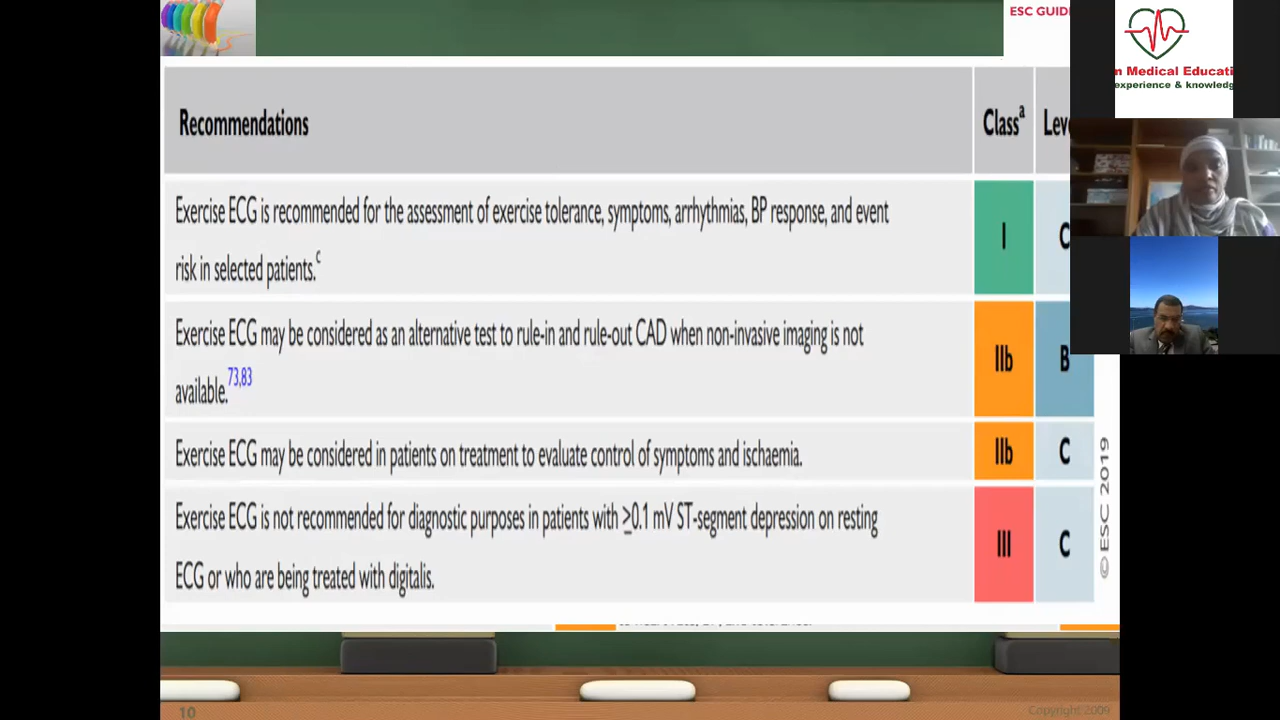 ESC
Medical Educati
experience & knowledg
Recommendations
Class^a
Exercise ECG is recommended for the assessment of exercise tolerance, symptoms, arrhythmias, BP response, and event
risk in selected patients.^c
I
C
Exercise ECG may be considered as an alternative test to rule-in and rule-out CAD when non-invasive imaging is not
available.^73,83
IIb
B
Exercise ECG may be considered in patients on treatment to evaluate control of symptoms and ischaemia.
IIb
C
Exercise ECG is not recommended for diagnostic purposes in patients with ≥0.1 mV ST-segment depression on resting
ECG or who are being treated with digitalis.
III
C
©ESC 2019
10
Copyright 2009